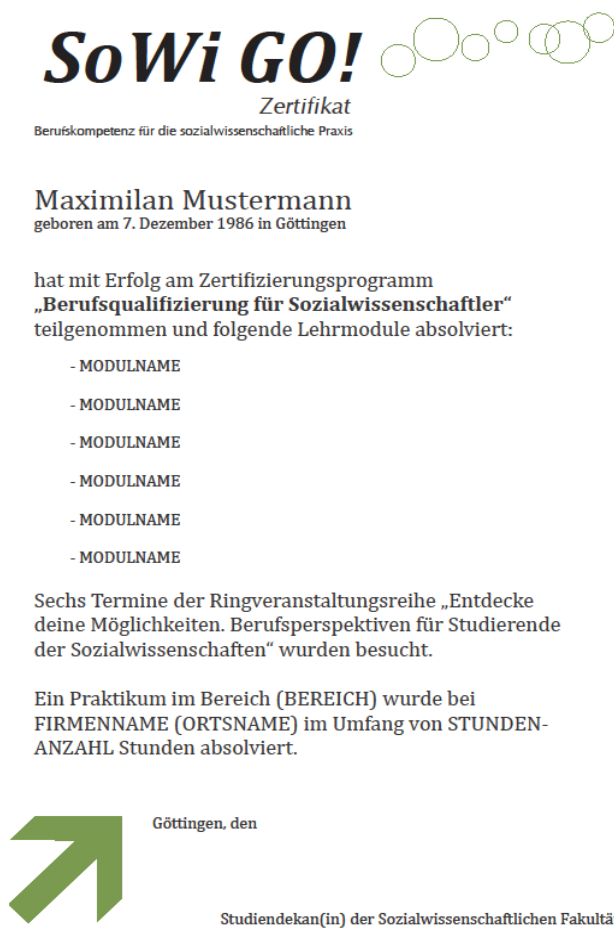 SoWi GO!
Zertifikat
Berufskompetenz für die sozialwissenschaftliche Praxis
Maximilan Mustermann
geboren am 7. Dezember 1986 in Göttingen
hat mit Erfolg am Zertifizierungsprogramm
„Berufsqualifizierung für Sozialwissenschaftler“
teilgenommen und folgende Lehrmodule absolviert:
- MODULNAME
- MODULNAME
- MODULNAME
- MODULNAME
- MODULNAME
- MODULNAME
Sechs Termine der Ringveranstaltungsreihe „Entdecke
deine Möglichkeiten. Berufsperspektiven für Studierende
der Sozialwissenschaften“ wurden besucht.
Ein Praktikum im Bereich (BEREICH) wurde bei
FIRMENNAME (ORTSNAME) im Umfang von STUNDEN-
ANZAHL Stunden absolviert.
Göttingen, den
Studiendekan(in) der Sozialwissenschaftlichen Fakultä